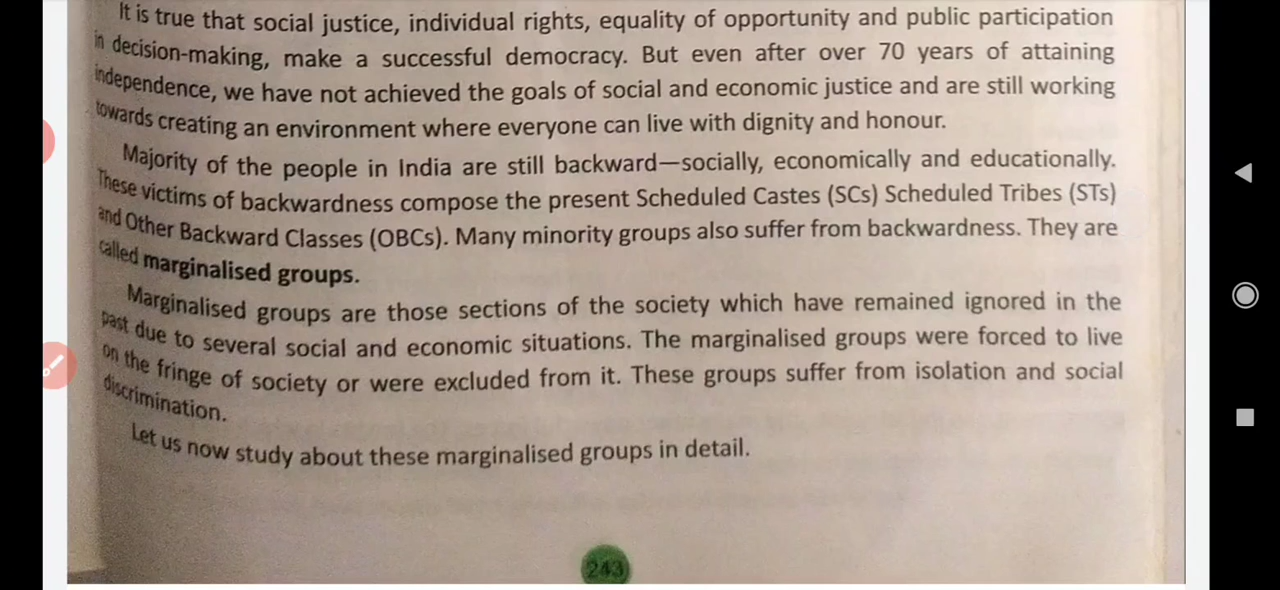 It is true that social justice, individual rights, equality of opportunity and public participation
in decision-making, make a successful democracy. But even after over 70 years of attaining
independence, we have not achieved the goals of social and economic justice and are still working
towards creating an environment where everyone can live with dignity and honour.
Majority of the people in India are still backward—socially, economically and educationally.
These victims of backwardness compose the present Scheduled Castes (SCs) Scheduled Tribes (STs)
and Other Backward Classes (OBCs). Many minority groups also suffer from backwardness. They are
called marginalised groups.
Marginalised groups are those sections of the society which have remained ignored in the
past due to several social and economic situations. The marginalised groups were forced to live
on the fringe of society or were excluded from it. These groups suffer from isolation and social
discrimination.
Let us now study about these marginalised groups in detail.
243